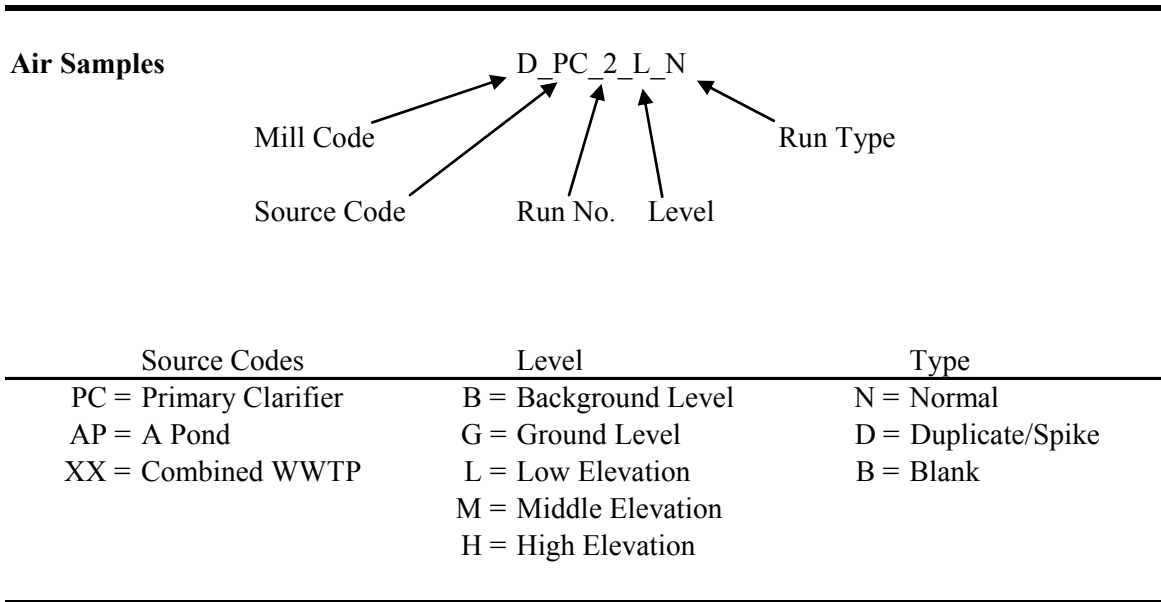 Air Samples D_PC_2_L_N
Mill Code Run Type
Source Code Run No. Level
Source Codes Level Type
PC = Primary Clarifier B = Background Level N = Normal
AP = A Pond G = Ground Level D = Duplicate/Spike
XX = Combined WWTP L = Low Elevation B = Blank
M = Middle Elevation
H = High Elevation